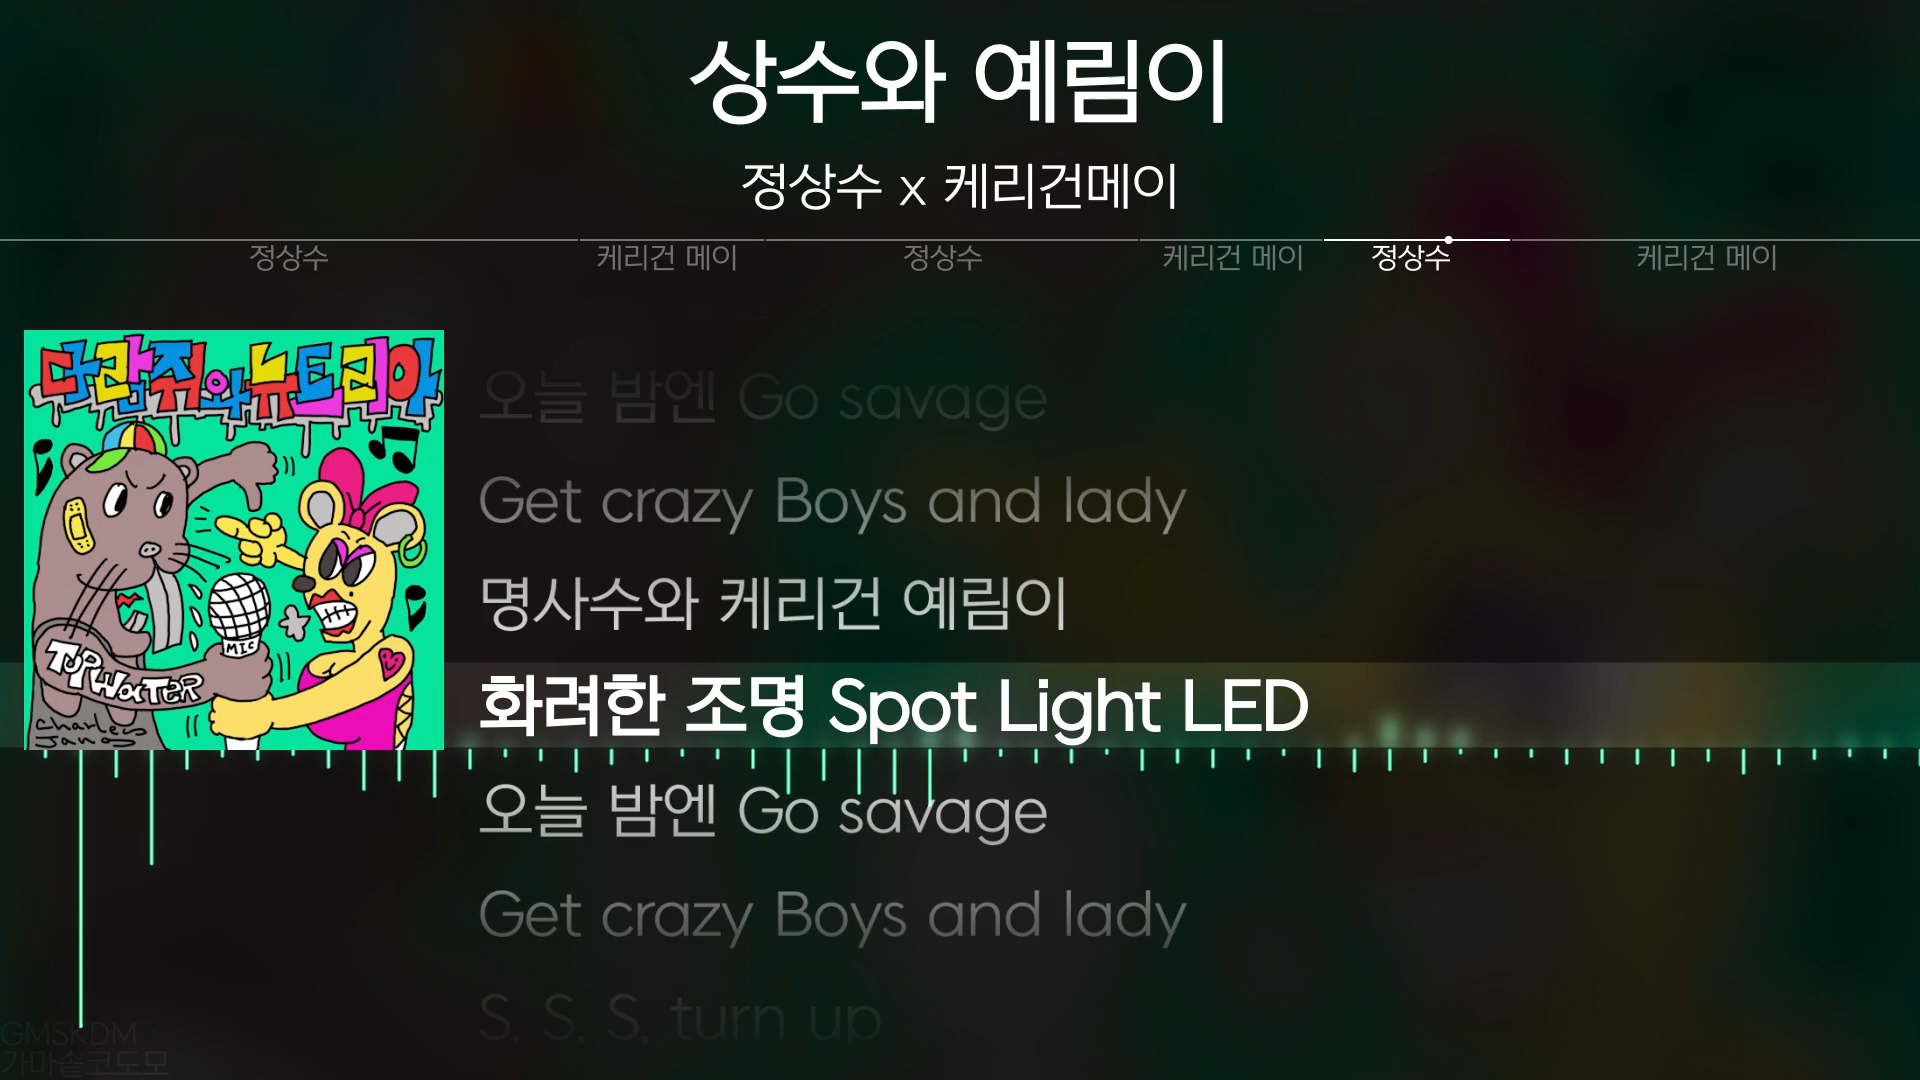 상수와 예림이
정상수 x 케리건메이
정상수 케리건 메이 정상수 케리건 메이 정상수 케리건 메이
다람쥐와뉴트리아
MIC
TOPWaTER
Charles
Jangs
오늘 밤엔 Go savage
Get crazy Boys and lady
명사수와 케리건 예림이
화려한 조명 Spot Light LED
오늘 밤엔 Go savage
Get crazy Boys and lady
S, S, S, turn up
GMSKDM
가마솥코도모